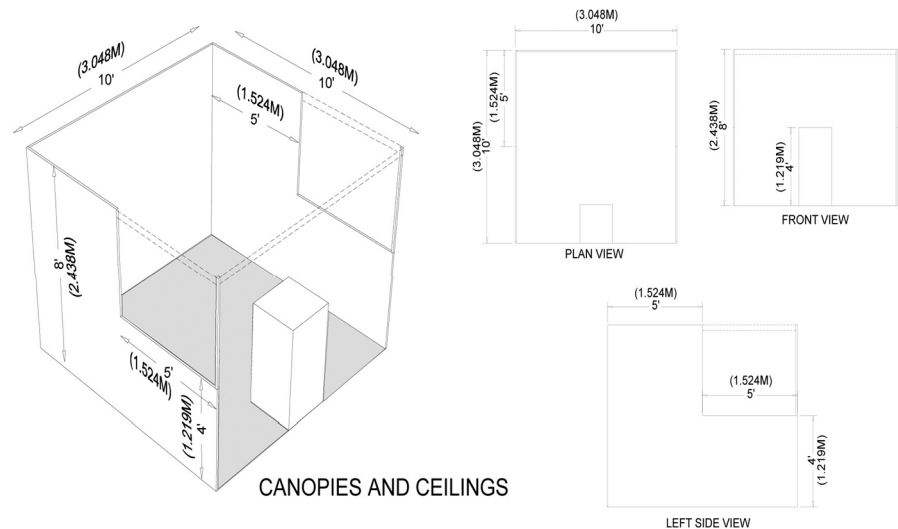 (3.048M)
10'
(3.048M)
10'
(1.524M)
5'
8'
(2.438M)
5'
(1.524M)
(1.219M)
4'
CANOPIES AND CEILINGS
(3.048M)
10'
(1.524M)
5'
(3.048M)
10'
PLAN VIEW
(2.438M)
8'
(1.219M)
4'
FRONT VIEW
(1.524M)
5'
(1.524M)
5'
4'
(1.219M)
LEFT SIDE VIEW